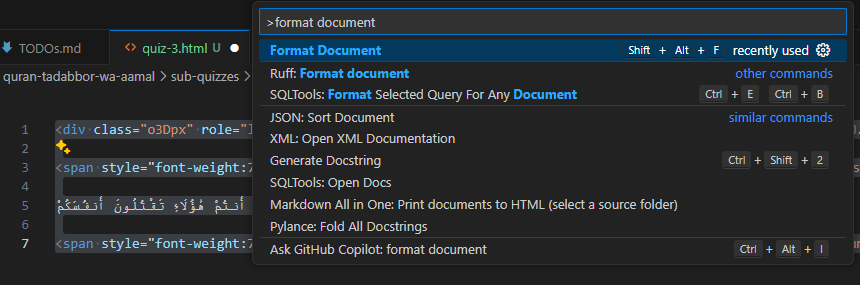 TODOs.md
quiz-3.html U
quran-tadabbor-wa-aamal > sub-quizzes >
>format document
Format Document Shift + Alt + F recently used
Ruff: Format document other commands
SQLTools: Format Selected Query For Any Document Ctrl + E Ctrl + B
JSON: Sort Document similar commands
XML: Open XML Documentation
Generate Docstring Ctrl + Shift + 2
SQLTools: Open Docs
Markdown All in One: Print documents to HTML (select a source folder)
Pylance: Fold All Docstrings
Ask GitHub Copilot: format document Ctrl + Alt + I
1 <div class="o3Dpx" role="
2
3 <span style="font-weight:7
4
5 أَنتُمْ هَٰؤُلَاءِ تَقْتُلُونَ أَنفُسَكُمْ
6
7 <span style="font-weight:7